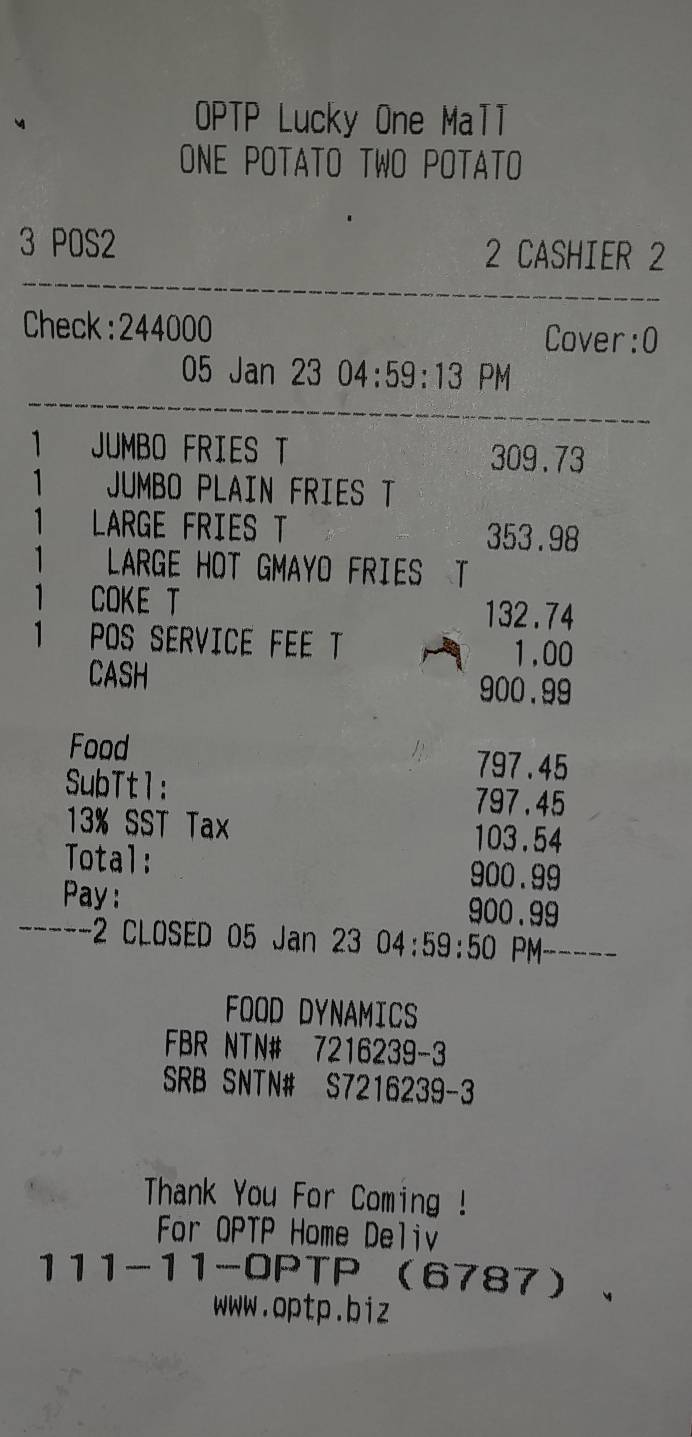 OPTP Lucky One Mall
ONE POTATO TWO POTATO
3 POS2 2 CASHIER 2
Check:244000 Cover:0
05 Jan 23 04:59:13 PM
1 JUMBO FRIES T 309.73
1 JUMBO PLAIN FRIES T
1 LARGE FRIES T 353.98
1 LARGE HOT GMAYO FRIES T
1 COKE T 132.74
1 POS SERVICE FEE T 1.00
CASH 900.99
Food 797.45
SubTtl: 797.45
13% SST Tax 103.54
Total: 900.99
Pay: 900.99
-----2 CLOSED 05 Jan 23 04:59:50 PM-----
FOOD DYNAMICS
FBR NTN# 7216239-3
SRB SNTN# S7216239-3
Thank You For Coming !
For OPTP Home Deliv
111-11-OPTP (6787)
www.optp.biz